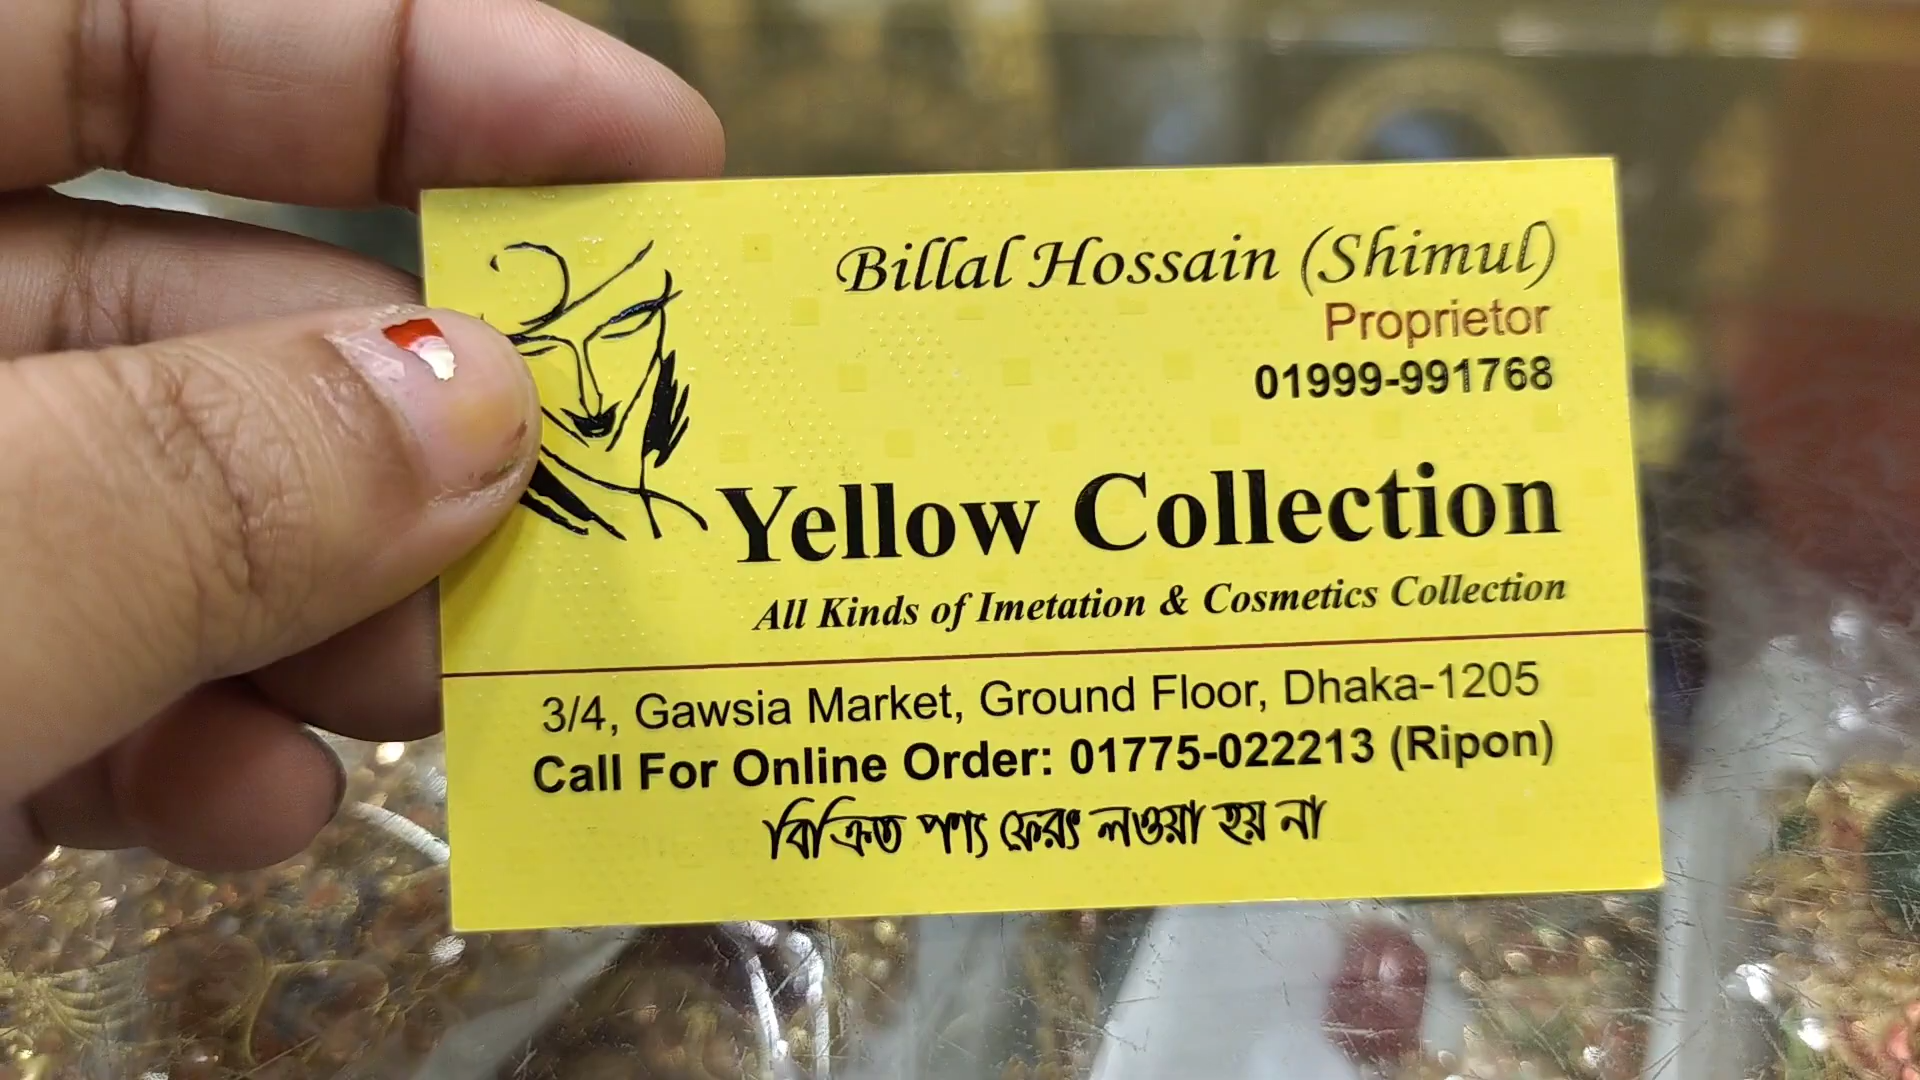 Billal Hossain (Shimul)
Proprietor
01999-991768
Yellow Collection
All Kinds of Imetation & Cosmetics Collection
3/4, Gawsia Market, Ground Floor, Dhaka-1205
Call For Online Order: 01775-022213 (Ripon)
বিক্রিত পণ্য ফেরৎ লওয়া হয় না